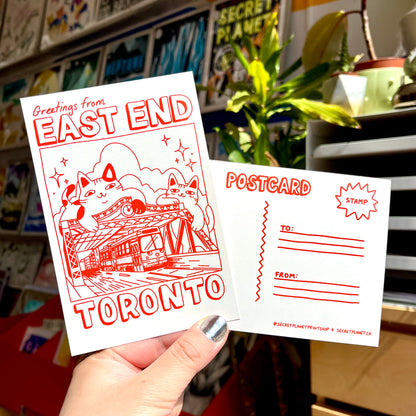 SECRET
PLANET
Greetings from
EAST END
TORONTO
POSTCARD
STAMP
TO:
FROM:
@SECRETPLANETPRINTSHOP & SECRETPLANET.CA